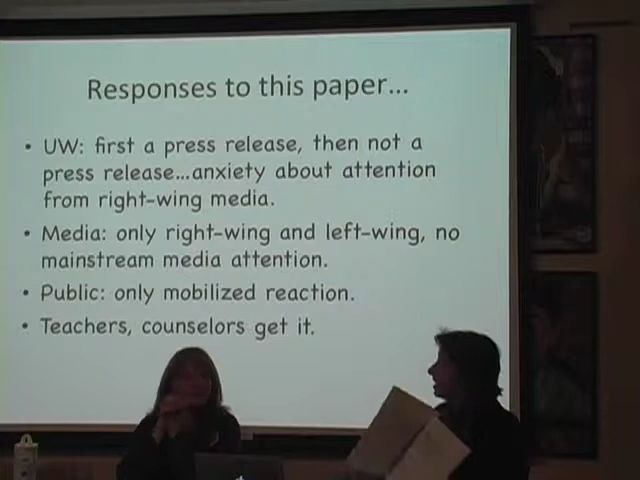 Responses to this paper...
• UW: first a press release, then not a
press release...anxiety about attention
from right-wing media.
• Media: only right-wing and left-wing, no
mainstream media attention.
• Public: only mobilized reaction.
• Teachers, counselors get it.